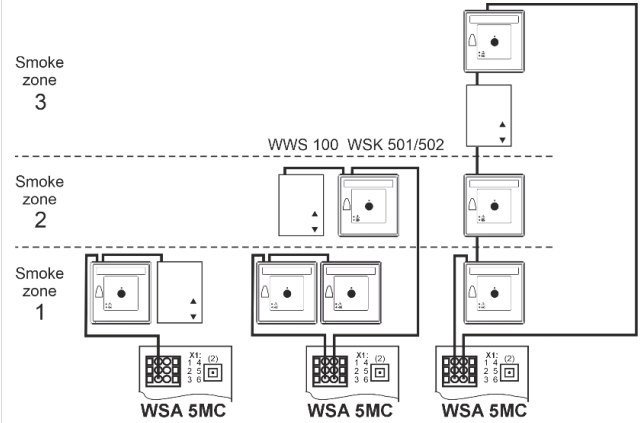 Smoke
zone
3
WWS 100 WSK 501/502
Smoke
zone
2
Smoke
zone
1
X1:
1 4 (2)
2 5
3 6
WSA 5MC
X1:
1 4 (2)
2 5
3 6
WSA 5MC
X1:
1 4 (2)
2 5
3 6
WSA 5MC